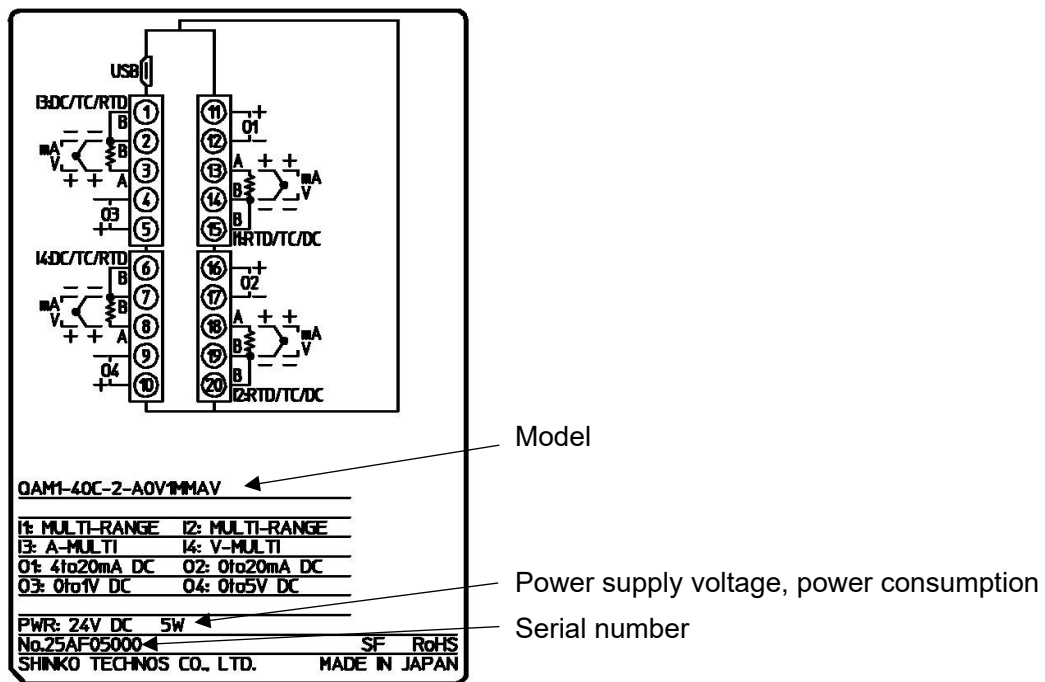 USB
I3:DC/TC/RTD
B
B
A
mA
V
− −
+ +
1
2
3
4
5
O3
−
+
11
12
13
14
15
+
O1
−
A
B
B
+ +
− −
mA
V
I1:RTD/TC/DC
I4:DC/TC/RTD
B
B
A
mA
V
− −
+ +
6
7
8
9
10
O4
−
+
16
17
18
19
20
+
O2
−
A
B
B
+ +
− −
mA
V
I2:RTD/TC/DC
Model
QAM1-40C-2-A0V1MMAV
I1: MULTI-RANGE I2: MULTI-RANGE
I3: A-MULTI I4: V-MULTI
O1: 4to20mA DC O2: 0to20mA DC
O3: 0to1V DC O4: 0to5V DC
Power supply voltage, power consumption
PWR: 24V DC 5W
Serial number
No.25AF05000 SF RoHS
SHINKO TECHNOS CO., LTD. MADE IN JAPAN